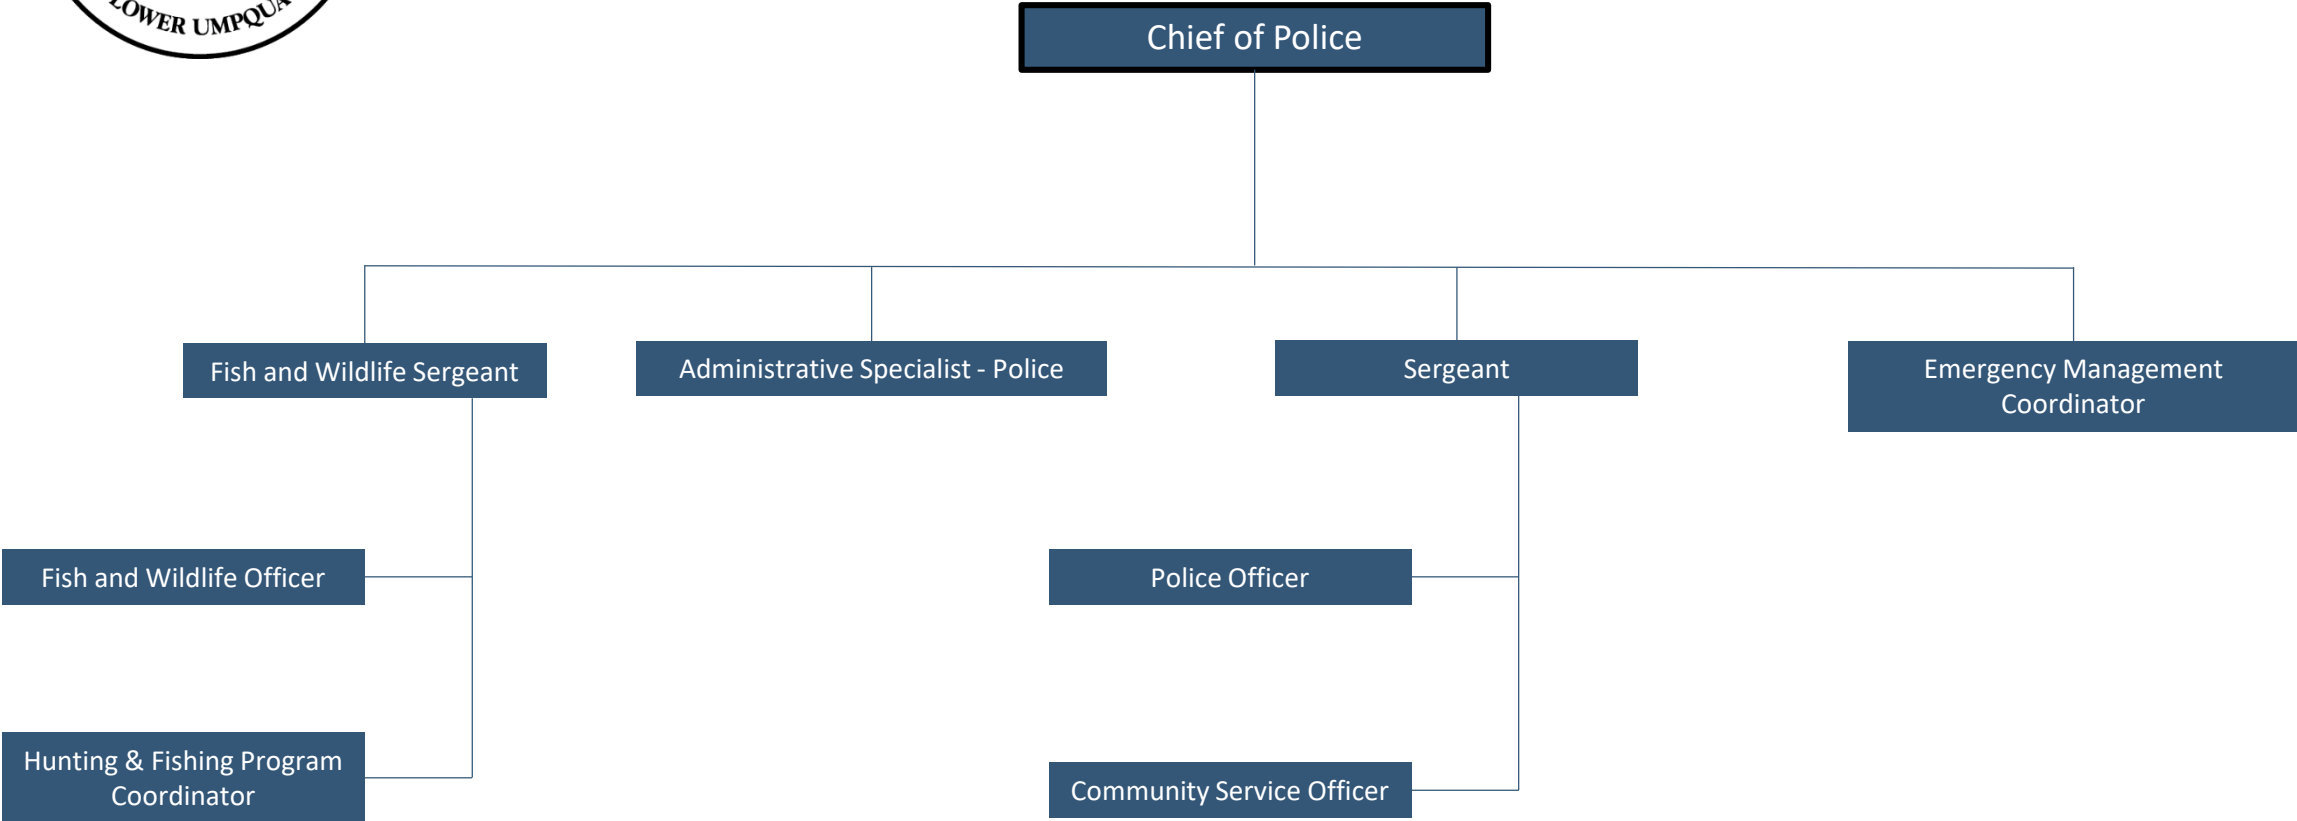 LOWER UMPQUA
Chief of Police
Fish and Wildlife Sergeant
Administrative Specialist - Police
Sergeant
Emergency Management
Coordinator
Fish and Wildlife Officer
Police Officer
Hunting & Fishing Program
Coordinator
Community Service Officer